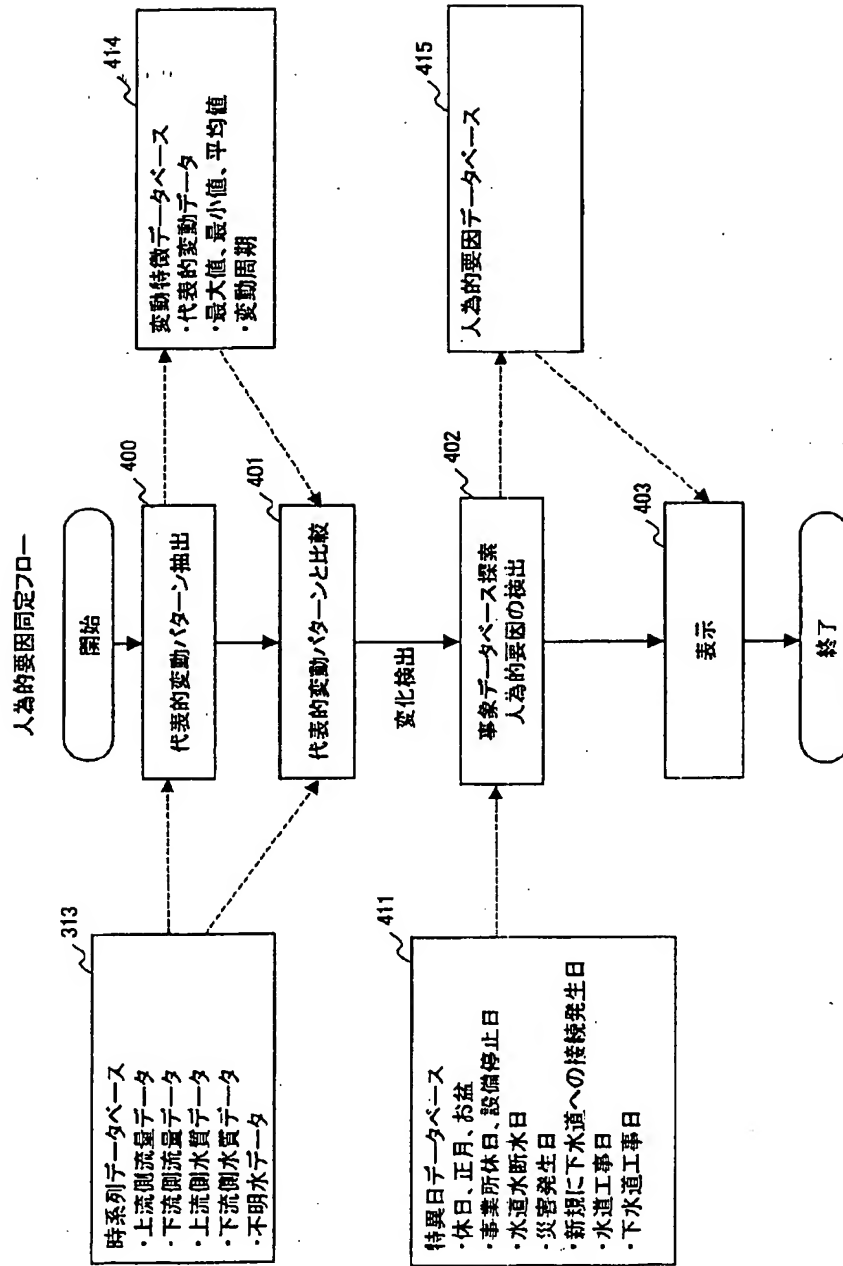 人為的要因同定フロー
開始
400
代表的変動パターン抽出
401
代表的変動パターンと比較
変化検出
402
事象データベース探索
人為的要因の検出
403
表示
終了
313
時系列データベース
・上流側流量データ
・下流側流量データ
・上流側水質データ
・下流側水質データ
・不明水データ
411
特異日データベース
・休日、正月、お盆
・事業所休日、設備停止日
・水道水断水日
・災害発生日
・新規に下水道への接続発生日
・水道工事日
・下水道工事日
414
変動特徴データベース
・代表的変動データ
・最大値、最小値、平均値
・変動周期
415
人為的要因データベース